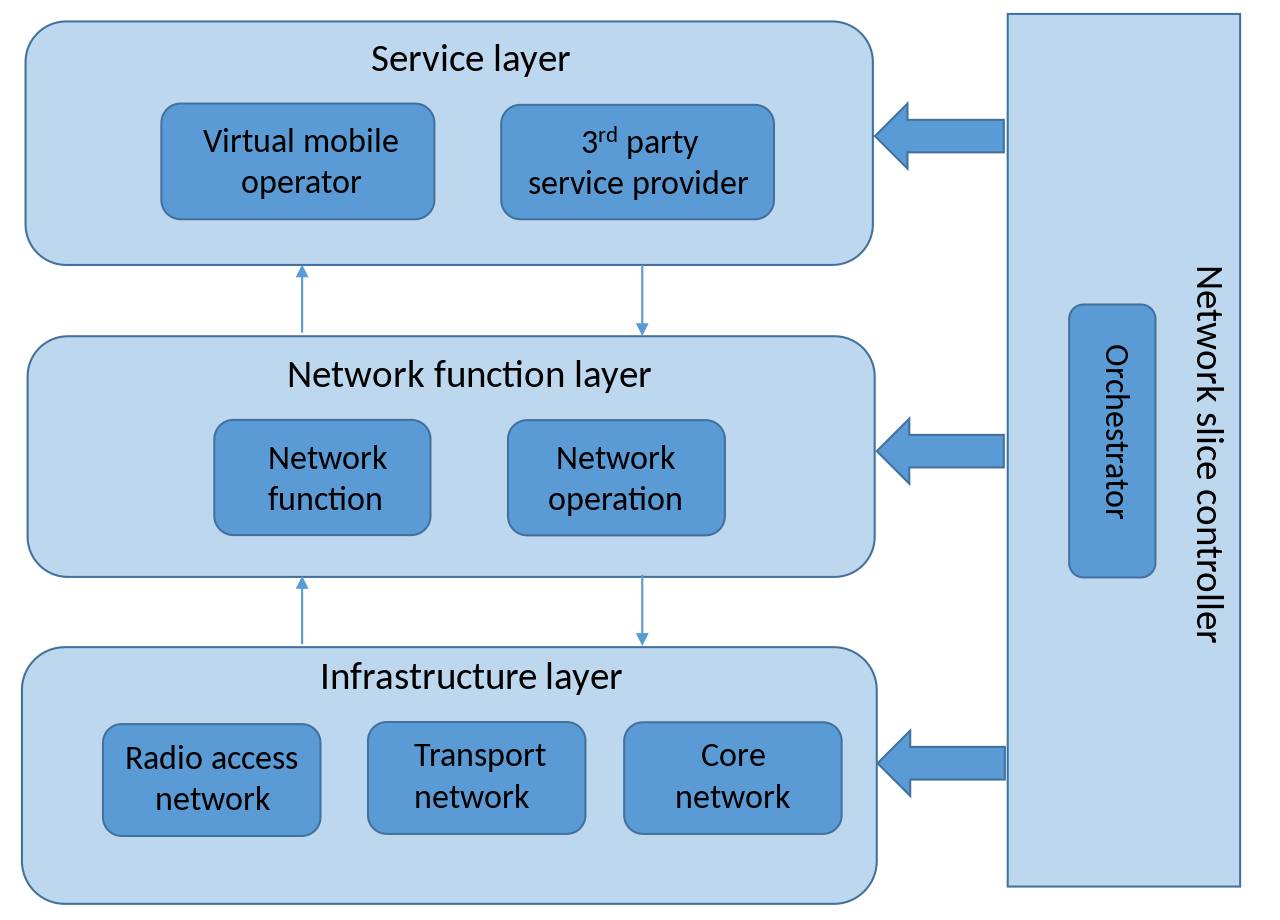 Service layer
Virtual mobile
operator
3rd party
service provider
Network function layer
Network
function
Network
operation
Infrastructure layer
Radio access
network
Transport
network
Core
network
Orchestrator
Network slice controller